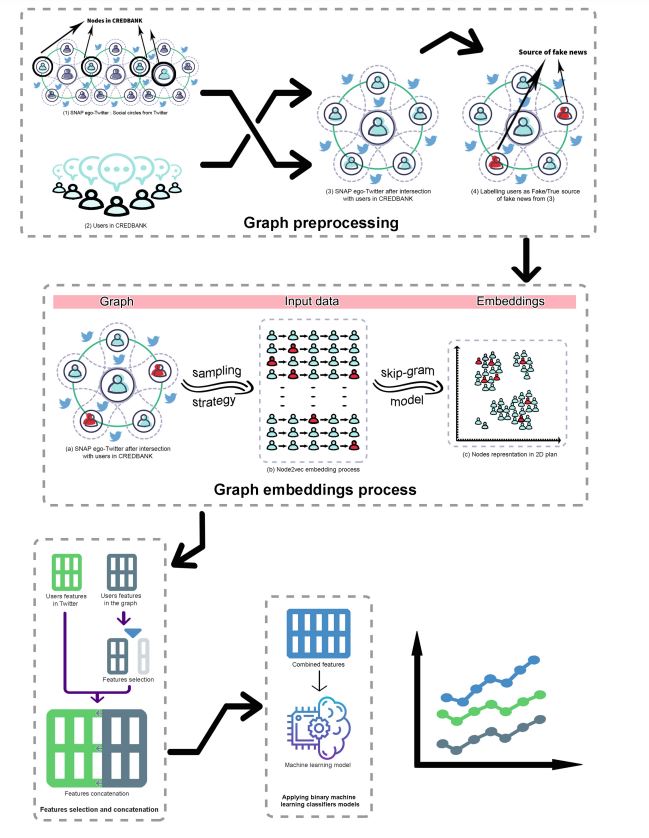 Nodes in CREDBANK
(1) SNAP ego-Twitter : Social circles from Twitter
(2) Users in CREDBANK
(3) SNAP ego-Twitter after intersection
with users in CREDBANK
Source of fake news
(4) Labelling users as Fake/True source
of fake news from (3)
Graph preprocessing
Graph
Input data
Embeddings
sampling
strategy
skip-gram
model
(a) SNAP ego-Twitter after intersection
with users in CREDBANK
(b) Node2vec embedding process
(c) Nodes represntation in 2D plan
Graph embeddings process
Users features
in Twitter
Users features
in the graph
Features selection
Features concatenation
Features selection and concatenation
Combined features
Machine learning model
Applying binary machine
learning classifiers models